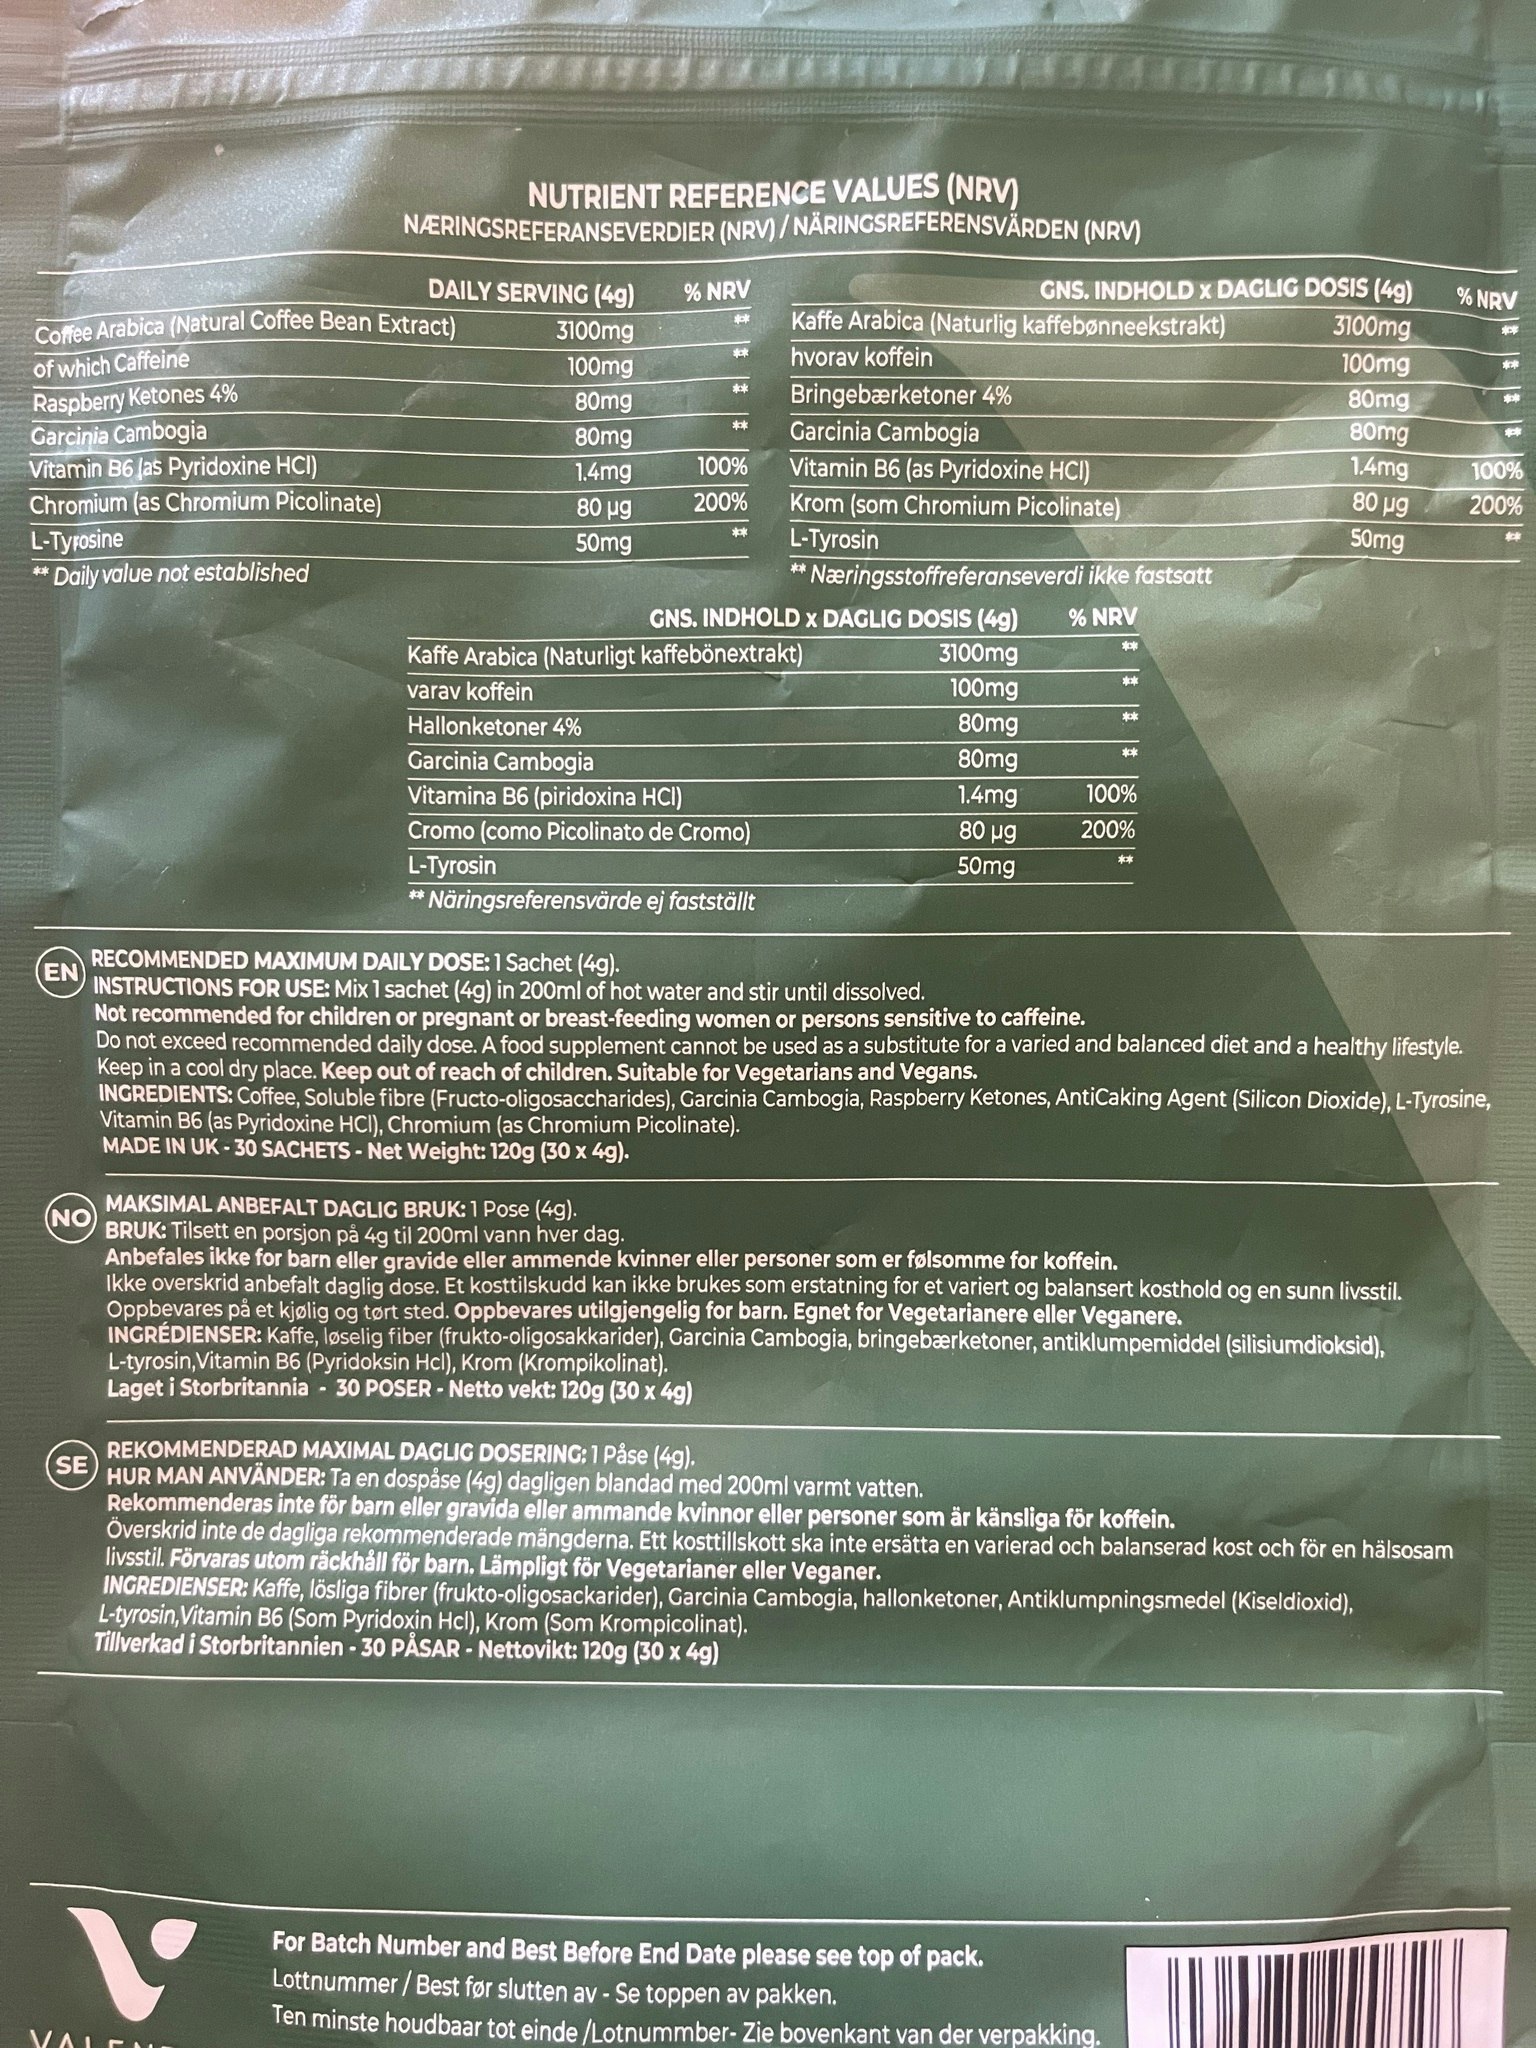 NUTRIENT REFERENCE VALUES (NRV)
NÆRINGSREFERANSEVERDIER (NRV) / NÄRINGSREFERENSVÄRDEN (NRV)
DAILY SERVING (4g) % NRV
Coffee Arabica (Natural Coffee Bean Extract) 3100mg **
of which Caffeine 100mg **
Raspberry Ketones 4% 80mg **
Garcinia Cambogia 80mg **
Vitamin B6 (as Pyridoxine HCl) 1.4mg 100%
Chromium (as Chromium Picolinate) 80 µg 200%
L-Tyrosine 50mg **
** Daily value not established
GNS. INDHOLD x DAGLIG DOSIS (4g) % NRV
Kaffe Arabica (Naturlig kaffebønneekstrakt) 3100mg **
hvorav koffein 100mg **
Bringebærketoner 4% 80mg **
Garcinia Cambogia 80mg **
Vitamin B6 (as Pyridoxine HCl) 1.4mg 100%
Krom (som Chromium Picolinate) 80 µg 200%
L-Tyrosin 50mg **
** Næringsstoffreferanseverdi ikke fastsatt
GNS. INDHOLD x DAGLIG DOSIS (4g) % NRV
Kaffe Arabica (Naturligt kaffebönextrakt) 3100mg **
varav koffein 100mg **
Hallonketoner 4% 80mg **
Garcinia Cambogia 80mg **
Vitamina B6 (piridoxina HCl) 1.4mg 100%
Cromo (como Picolinato de Cromo) 80 µg 200%
L-Tyrosin 50mg **
** Näringsreferensvärde ej fastställt
EN
RECOMMENDED MAXIMUM DAILY DOSE: 1 Sachet (4g).
INSTRUCTIONS FOR USE: Mix 1 sachet (4g) in 200ml of hot water and stir until dissolved.
Not recommended for children or pregnant or breast-feeding women or persons sensitive to caffeine.
Do not exceed recommended daily dose. A food supplement cannot be used as a substitute for a varied and balanced diet and a healthy lifestyle.
Keep in a cool dry place. Keep out of reach of children. Suitable for Vegetarians and Vegans.
INGREDIENTS: Coffee, Soluble fibre (Fructo-oligosaccharides), Garcinia Cambogia, Raspberry Ketones, AntiCaking Agent (Silicon Dioxide), L-Tyrosine,
Vitamin B6 (as Pyridoxine HCl), Chromium (as Chromium Picolinate).
MADE IN UK - 30 SACHETS - Net Weight: 120g (30 x 4g).
NO
MAKSIMAL ANBEFALT DAGLIG BRUK: 1 Pose (4g).
BRUK: Tilsett en porsjon på 4g til 200ml vann hver dag.
Anbefales ikke for barn eller gravide eller ammende kvinner eller personer som er følsomme for koffein.
Ikke overskrid anbefalt daglig dose. Et kosttilskudd kan ikke brukes som erstatning for et variert og balansert kosthold og en sunn livsstil.
Oppbevares på et kjølig og tørt sted. Oppbevares utilgjengelig for barn. Egnet for Vegetarianere eller Veganere.
INGRÉDIENSER: Kaffe, løselig fiber (frukto-oligosakkarider), Garcinia Cambogia, bringebærketoner, antiklumpemiddel (silisiumdioksid),
L-tyrosin,Vitamin B6 (Pyridoksin Hcl), Krom (Krompikolinat).
Laget i Storbritannia - 30 POSER - Netto vekt: 120g (30 x 4g)
SE
REKOMMENDERAD MAXIMAL DAGLIG DOSERING: 1 Påse (4g).
HUR MAN ANVÄNDER: Ta en dospåse (4g) dagligen blandad med 200ml varmt vatten.
Rekommenderas inte för barn eller gravida eller ammande kvinnor eller personer som är känsliga för koffein.
Överskrid inte de dagliga rekommenderade mängderna. Ett kosttillskott ska inte ersätta en varierad och balanserad kost och för en hälsosam
livsstil. Förvaras utom räckhåll för barn. Lämpligt för Vegetarianer eller Veganer.
INGREDIENSER: Kaffe, lösliga fibrer (frukto-oligosackarider), Garcinia Cambogia, hallonketoner, Antiklumpningsmedel (Kiseldioxid),
L-tyrosin,Vitamin B6 (Som Pyridoxin Hcl), Krom (Som Krompicolinat).
Tillverkad i Storbritannien - 30 PÅSAR - Nettovikt: 120g (30 x 4g)
For Batch Number and Best Before End Date please see top of pack.
Lottnummer / Best før slutten av - Se toppen av pakken.
Ten minste houdbaar tot einde /Lotnummber- Zie bovenkant van der verpakking.